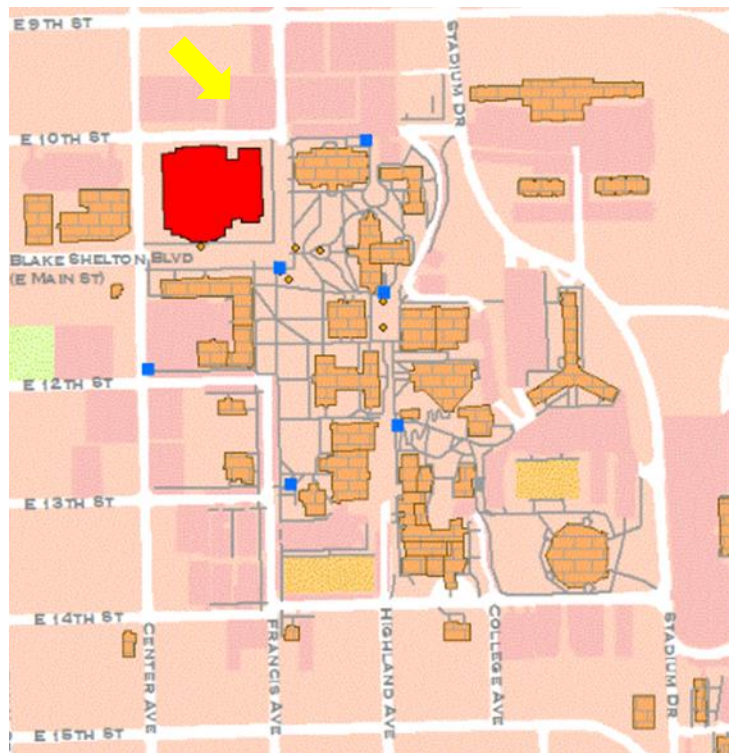 E 9TH ST
STADIUM DR
E 10TH ST
BLAKE SHELTON BLVD
(E MAIN ST)
E 12TH ST
E 13TH ST
E 14TH ST
CENTER AVE
FRANCIS AVE
HIGHLAND AVE
COLLEGE AVE
STADIUM DR
E 15TH ST